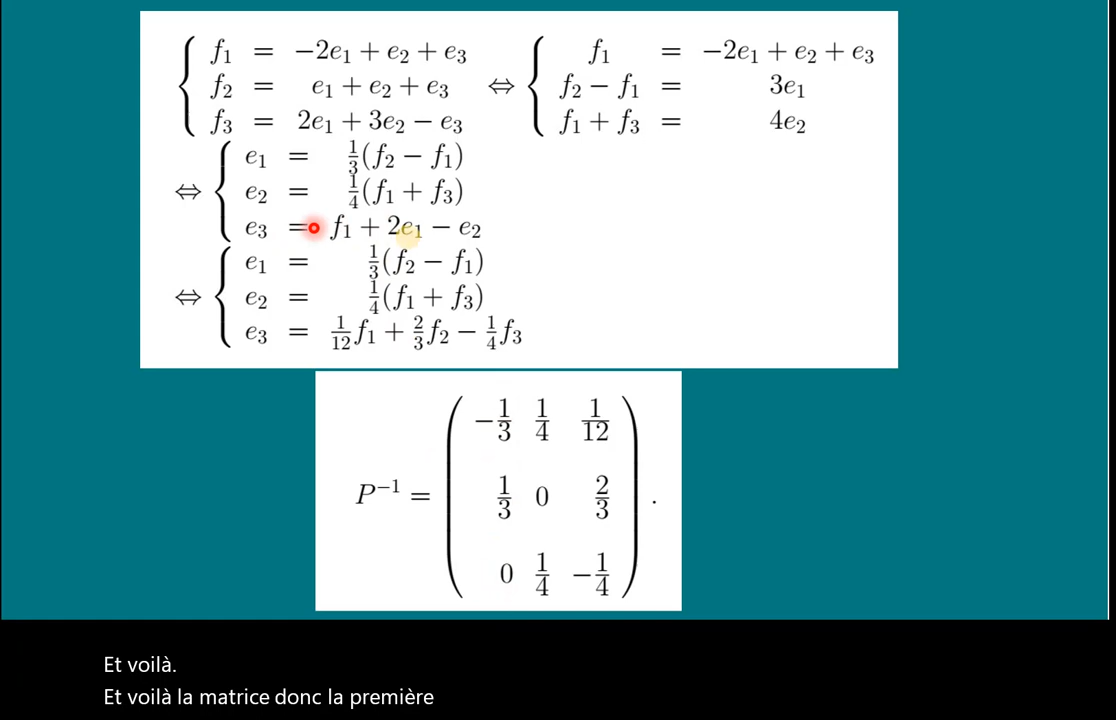 { f₁ = −2e₁ + e₂ + e₃ ⇔ { f₁ = −2e₁ + e₂ + e₃
f₂ = e₁ + e₂ + e₃ f₂ − f₁ = 3e₁
f₃ = 2e₁ + 3e₂ − e₃ f₁ + f₃ = 4e₂
⇔ { e₁ = 1/3(f₂ − f₁)
e₂ = 1/4(f₁ + f₃)
e₃ = f₁ + 2e₁ − e₂
⇔ { e₁ = 1/3(f₂ − f₁)
e₂ = 1/4(f₁ + f₃)
e₃ = 1/12 f₁ + 2/3 f₂ − 1/4 f₃
−1/3 1/4 1/12
P⁻¹ = ( 1/3 0 2/3 ) .
0 1/4 −1/4
Et voilà.
Et voilà la matrice donc la première